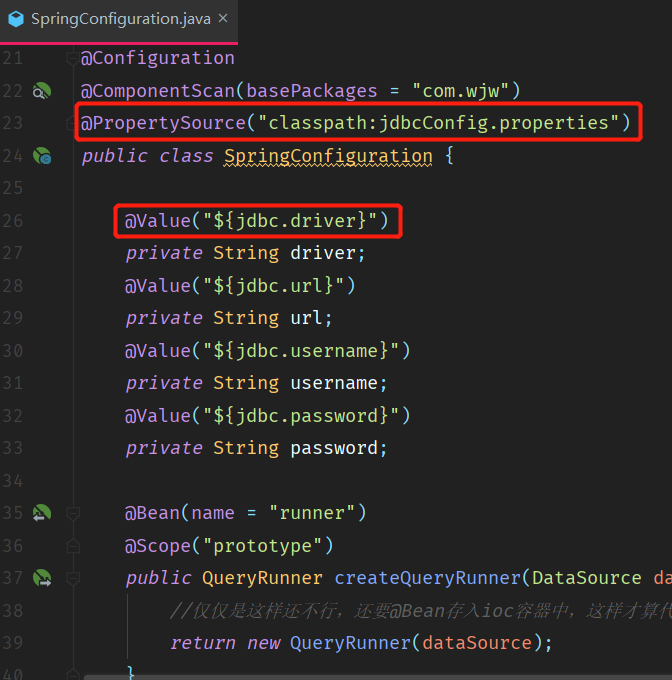 SpringConfiguration.java ×
21 @Configuration
22 @ComponentScan(basePackages = "com.wjw")
23 @PropertySource("classpath:jdbcConfig.properties")
24 public class SpringConfiguration {
25
26 @Value("${jdbc.driver}")
27 private String driver;
28 @Value("${jdbc.url}")
29 private String url;
30 @Value("${jdbc.username}")
31 private String username;
32 @Value("${jdbc.password}")
33 private String password;
34
35 @Bean(name = "runner")
36 @Scope("prototype")
37 public QueryRunner createQueryRunner(DataSource da
38 //仅仅是这样还不行，还要@Bean存入ioc容器中，这样才算代
39 return new QueryRunner(dataSource);
40 }